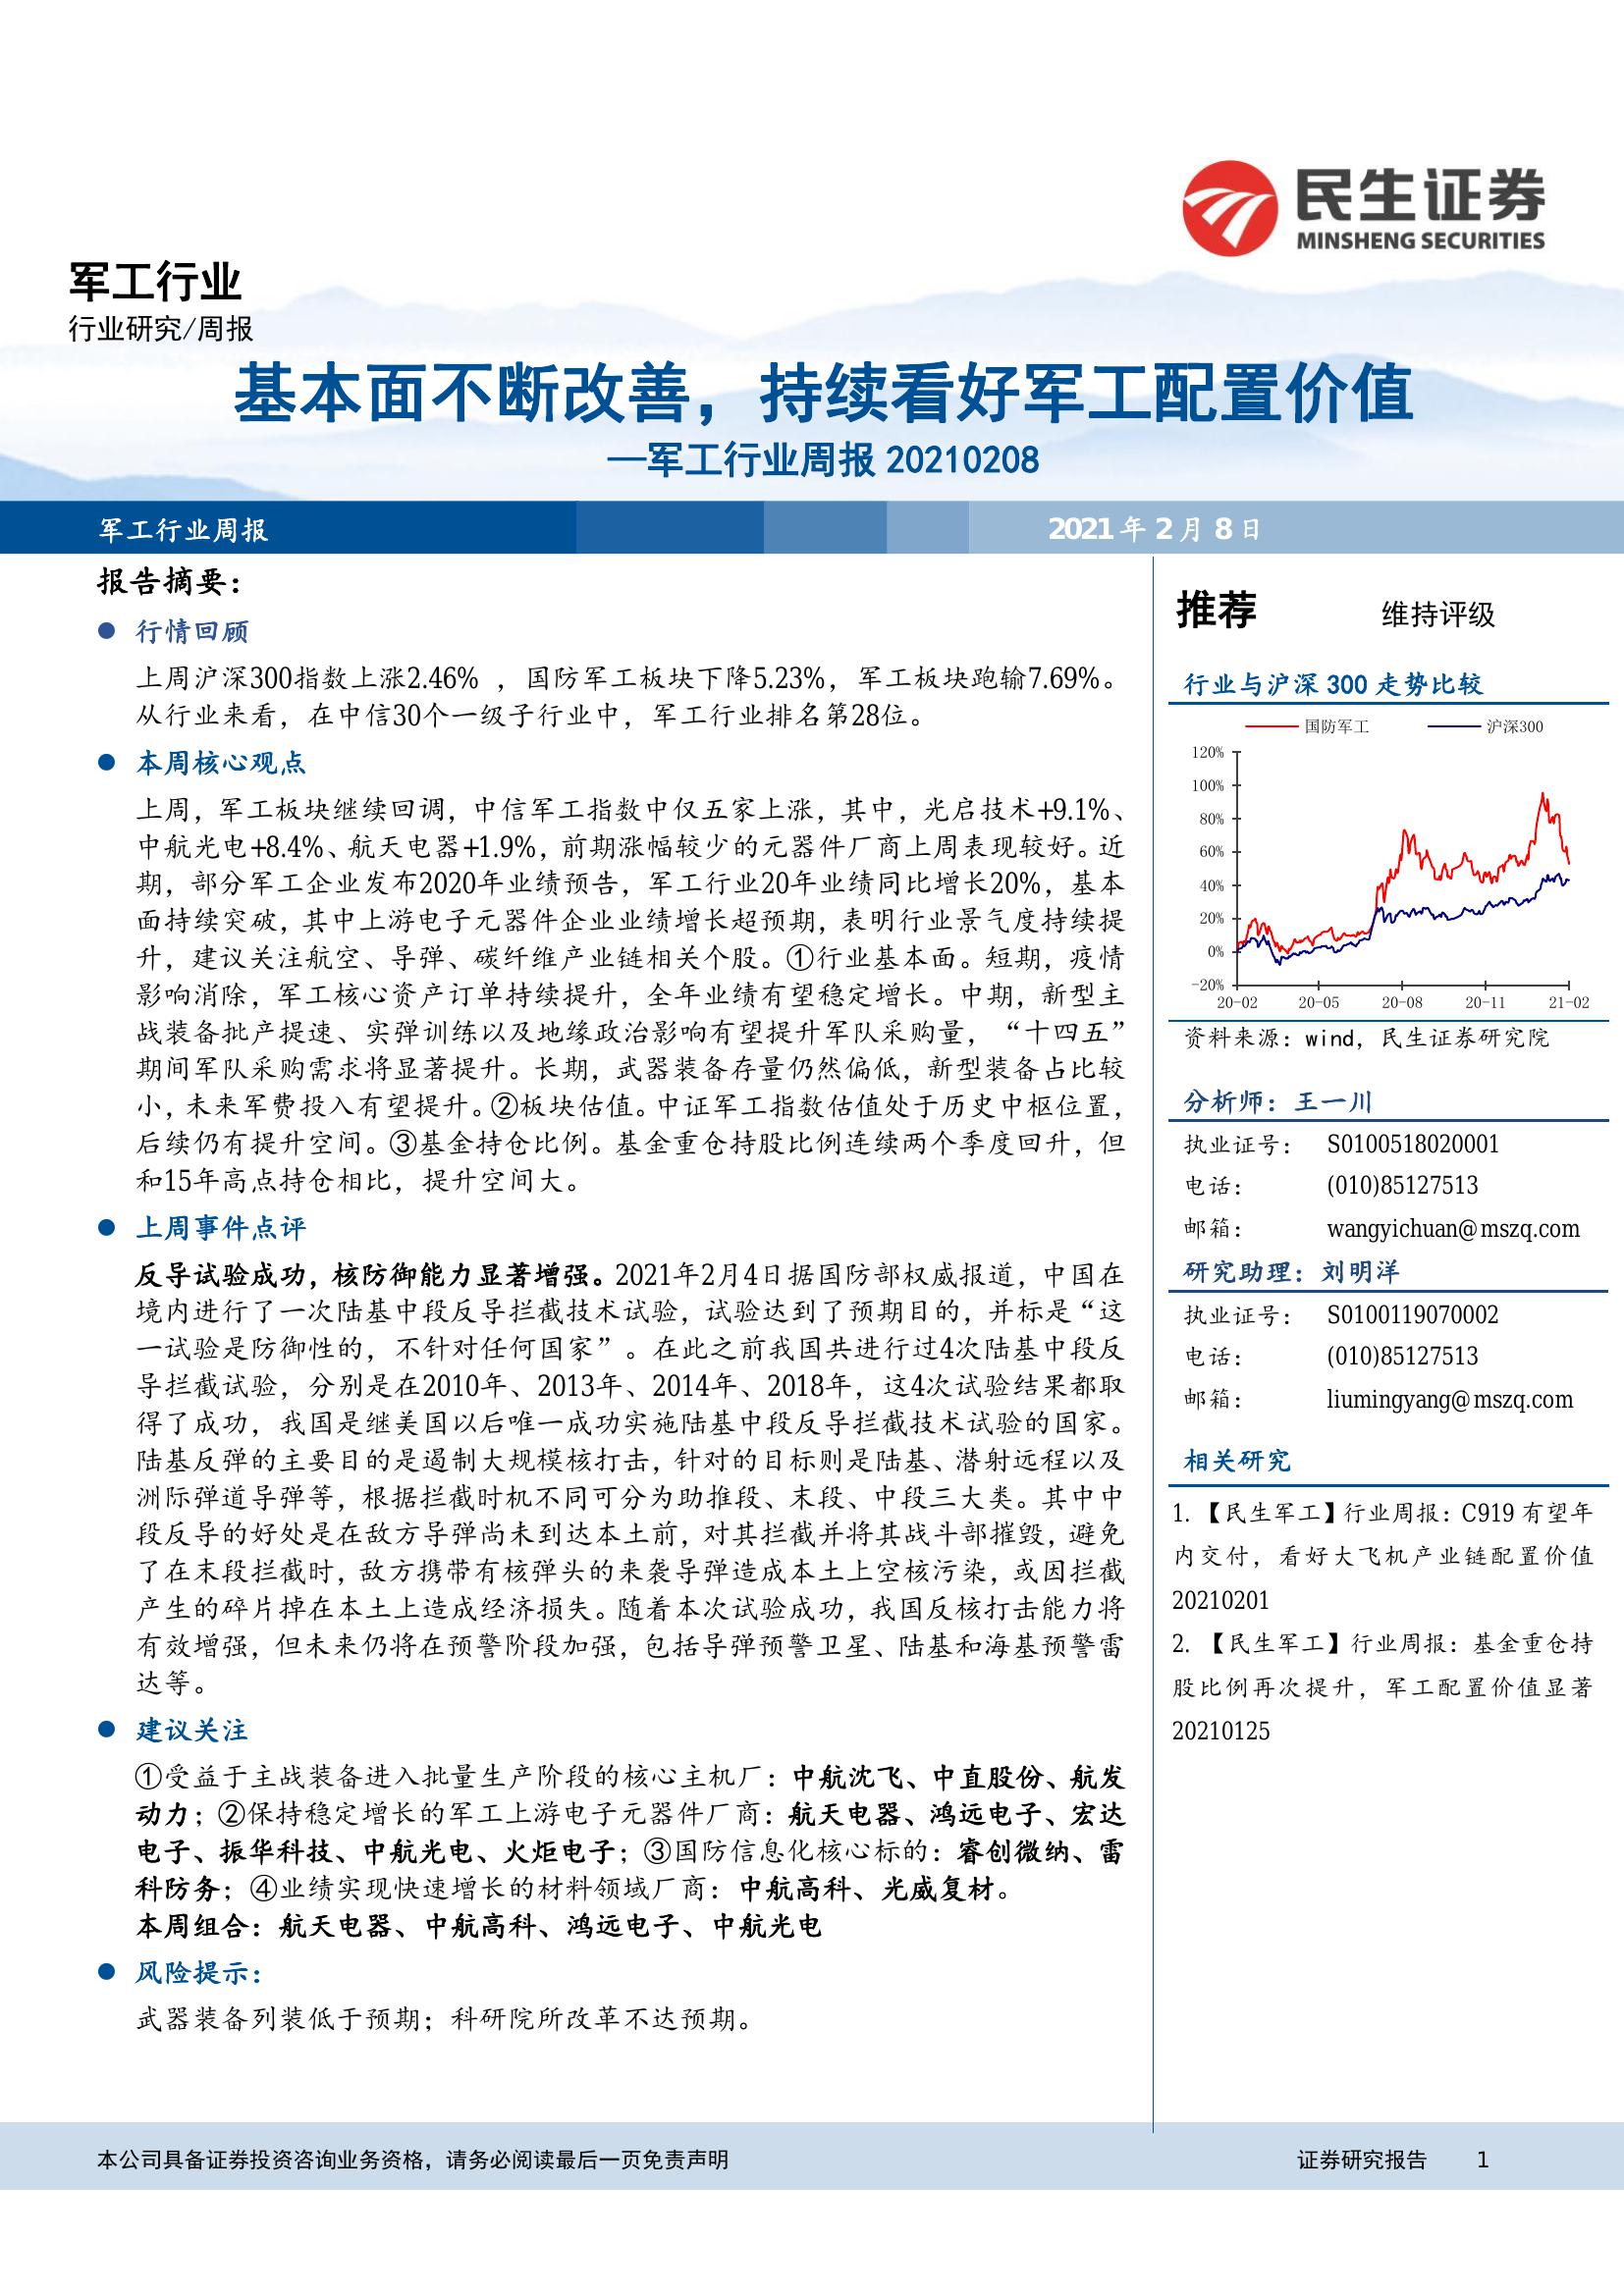 民生证券
MINSHENG SECURITIES
军工行业
行业研究/周报
基本面不断改善，持续看好军工配置价值
—军工行业周报 20210208
军工行业周报
2021 年 2 月 8 日
报告摘要：
● 行情回顾
上周沪深300指数上涨2.46% ，国防军工板块下降5.23%，军工板块跑输7.69%。
从行业来看，在中信30个一级子行业中，军工行业排名第28位。
● 本周核心观点
上周，军工板块继续回调，中信军工指数中仅五家上涨，其中，光启技术+9.1%、
中航光电+8.4%、航天电器+1.9%，前期涨幅较少的元器件厂商上周表现较好。近
期，部分军工企业发布2020年业绩预告，军工行业20年业绩同比增长20%，基本
面持续突破，其中上游电子元器件企业业绩增长超预期，表明行业景气度持续提
升，建议关注航空、导弹、碳纤维产业链相关个股。①行业基本面。短期，疫情
影响消除，军工核心资产订单持续提升，全年业绩有望稳定增长。中期，新型主
战装备批产提速、实弹训练以及地缘政治影响有望提升军队采购量，“十四五”
期间军队采购需求将显著提升。长期，武器装备存量仍然偏低，新型装备占比较
小，未来军费投入有望提升。②板块估值。中证军工指数估值处于历史中枢位置，
后续仍有提升空间。③基金持仓比例。基金重仓持股比例连续两个季度回升，但
和15年高点持仓相比，提升空间大。
● 上周事件点评
反导试验成功，核防御能力显著增强。2021年2月4日据国防部权威报道，中国在
境内进行了一次陆基中段反导拦截技术试验，试验达到了预期目的，并标是“这
一试验是防御性的，不针对任何国家”。在此之前我国共进行过4次陆基中段反
导拦截试验，分别是在2010年、2013年、2014年、2018年，这4次试验结果都取
得了成功，我国是继美国以后唯一成功实施陆基中段反导拦截技术试验的国家。
陆基反弹的主要目的是遏制大规模核打击，针对的目标则是陆基、潜射远程以及
洲际弹道导弹等，根据拦截时机不同可分为助推段、末段、中段三大类。其中中
段反导的好处是在敌方导弹尚未到达本土前，对其拦截并将其战斗部摧毁，避免
了在末段拦截时，敌方携带有核弹头的来袭导弹造成本土上空核污染，或因拦截
产生的碎片掉在本土上造成经济损失。随着本次试验成功，我国反核打击能力将
有效增强，但未来仍将在预警阶段加强，包括导弹预警卫星、陆基和海基预警雷
达等。
● 建议关注
①受益于主战装备进入批量生产阶段的核心主机厂：中航沈飞、中直股份、航发
动力；②保持稳定增长的军工上游电子元器件厂商：航天电器、鸿远电子、宏达
电子、振华科技、中航光电、火炬电子；③国防信息化核心标的：睿创微纳、雷
科防务；④业绩实现快速增长的材料领域厂商：中航高科、光威复材。
本周组合：航天电器、中航高科、鸿远电子、中航光电
● 风险提示：
武器装备列装低于预期；科研院所改革不达预期。
推荐 维持评级
行业与沪深 300 走势比较
国防军工 沪深300
120%
100%
80%
60%
40%
20%
0%
-20%
20-02 20-05 20-08 20-11 21-02
资料来源：wind，民生证券研究院
分析师：王一川
执业证号： S0100518020001
电话： (010)85127513
邮箱： wangyichuan@mszq.com
研究助理：刘明洋
执业证号： S0100119070002
电话： (010)85127513
邮箱： liumingyang@mszq.com
相关研究
1. 【民生军工】行业周报：C919 有望年
内交付，看好大飞机产业链配置价值
20210201
2. 【民生军工】行业周报：基金重仓持
股比例再次提升，军工配置价值显著
20210125
本公司具备证券投资咨询业务资格，请务必阅读最后一页免责声明
证券研究报告 1